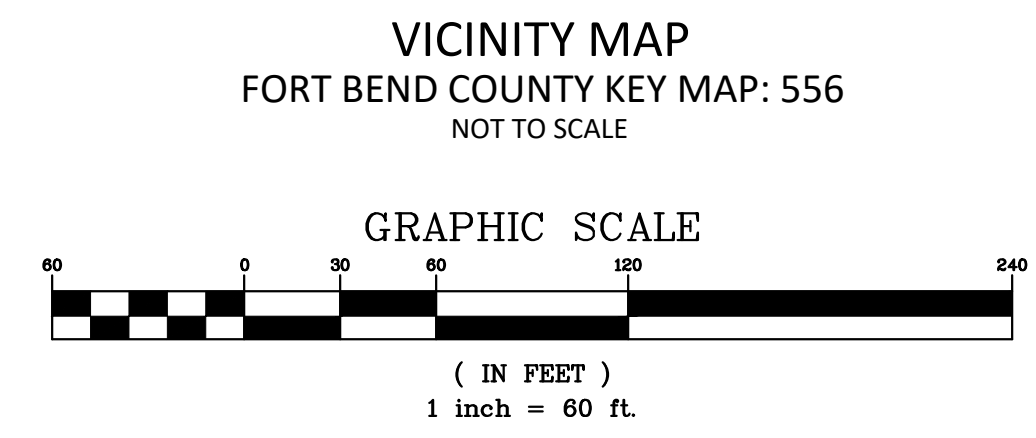 VICINITY MAP
FORT BEND COUNTY KEY MAP: 556
NOT TO SCALE
GRAPHIC SCALE
60 0 30 60 120 240
( IN FEET )
1 inch = 60 ft.